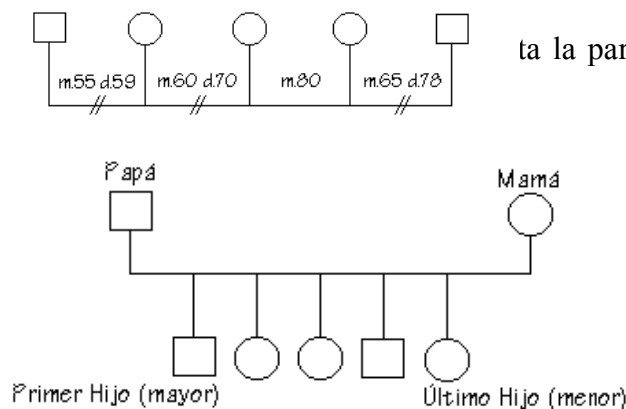 ta la par
m.55 d.59 m.60 d.70 m.80 m.65 d.78
Papá Mamá
Primer Hijo (mayor) Último Hijo (menor)